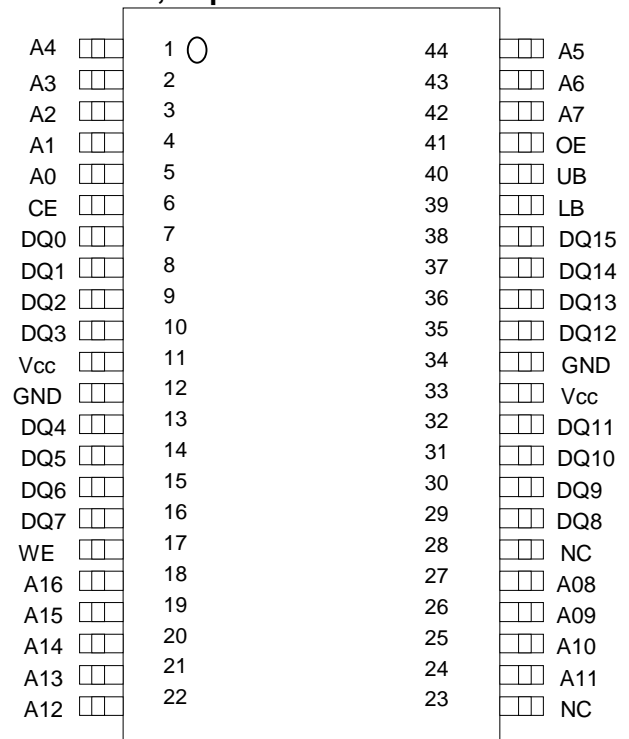 A4 1 44 A5
A3 2 43 A6
A2 3 42 A7
A1 4 41 OE
A0 5 40 UB
CE 6 39 LB
DQ0 7 38 DQ15
DQ1 8 37 DQ14
DQ2 9 36 DQ13
DQ3 10 35 DQ12
Vcc 11 34 GND
GND 12 33 Vcc
DQ4 13 32 DQ11
DQ5 14 31 DQ10
DQ6 15 30 DQ9
DQ7 16 29 DQ8
WE 17 28 NC
A16 18 27 A08
A15 19 26 A09
A14 20 25 A10
A13 21 24 A11
A12 22 23 NC